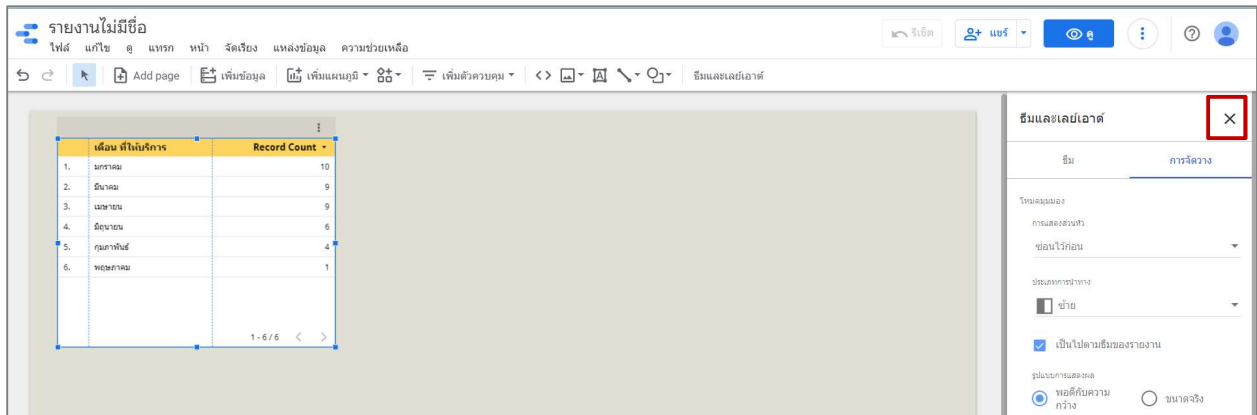 รายงานไม่มีชื่อ
ไฟล์ แก้ไข ดู แทรก หน้า จัดเรียง แหล่งข้อมูล ความช่วยเหลือ
รีเซ็ต แชร์ ดู
Add page เพิ่มข้อมูล เพิ่มแผนภูมิ เพิ่มตัวควบคุม ธีมและเลย์เอาต์
เดือน ที่ให้บริการ Record Count
1. มกราคม 10
2. มีนาคม 9
3. เมษายน 9
4. มิถุนายน 6
5. กุมภาพันธ์ 4
6. พฤษภาคม 1
1 - 6 / 6
ธีมและเลย์เอาต์
ธีม การจัดวาง
โหมดมุมมอง
การแสดงส่วนหัว
ซ่อนไว้ก่อน
ประเภทการนำทาง
ซ้าย
เป็นไปตามธีมของรายงาน
รูปแบบการแสดงผล
พอดีกับความ
กว้าง
ขนาดจริง